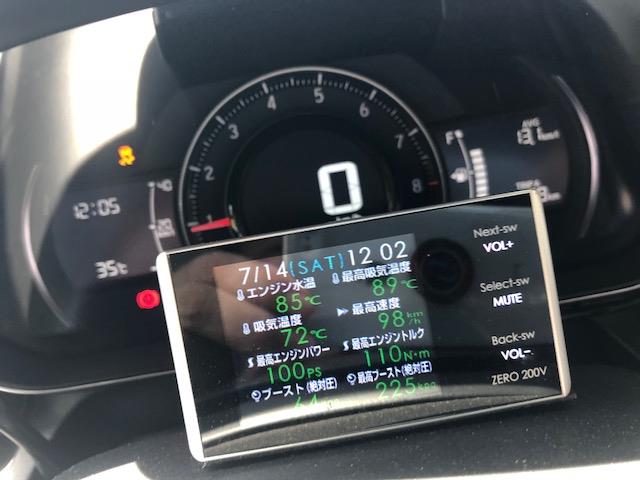 1 2 3 4 5 6 7 8
0
12:05
35℃
40
F
AVG
7/14(SAT)12 02
エンジン水温
85℃
最高吸気温度
89℃
吸気温度
72℃
最高速度
98km/h
最高エンジンパワー
100PS
最高エンジントルク
110N・m
ブースト(絶対圧)
64
最高ブースト(絶対圧)
225kPa
Next-sw
VOL+
Select-sw
MUTE
Back-sw
VOL-
ZERO 200V